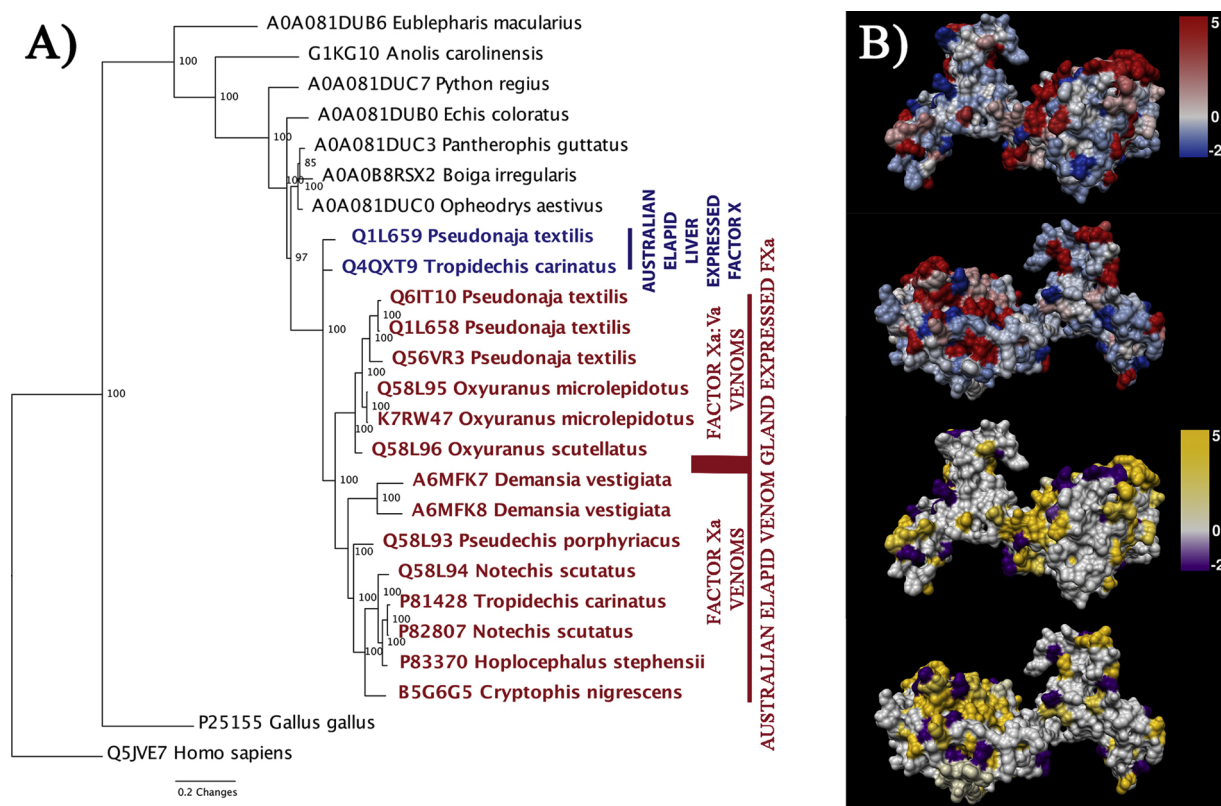 A)
A0A081DUB6 Eublepharis macularius
G1KG10 Anolis carolinensis
100
A0A081DUC7 Python regius
100
A0A081DUB0 Echis coloratus
100
A0A081DUC3 Pantherophis guttatus
85
A0A0B8RSX2 Boiga irregularis
100
100
A0A081DUC0 Opheodrys aestivus
Q1L659 Pseudonaja textilis
97
Q4QXT9 Tropidechis carinatus
AUSTRALIAN
ELAPID
LIVER
EXPRESSED
FACTOR X
Q6IT10 Pseudonaja textilis
100
Q1L658 Pseudonaja textilis
100
100
Q56VR3 Pseudonaja textilis
100
Q58L95 Oxyuranus microlepidotus
100
K7RW47 Oxyuranus microlepidotus
100
100
Q58L96 Oxyuranus scutellatus
FACTOR Xa:Va
VENOMS
A6MFK7 Demansia vestigiata
100
100
A6MFK8 Demansia vestigiata
Q58L93 Pseudechis porphyriacus
100
Q58L94 Notechis scutatus
100
P81428 Tropidechis carinatus
100
P82807 Notechis scutatus
100
100
P83370 Hoplocephalus stephensii
B5G6G5 Cryptophis nigrescens
FACTOR Xa
VENOMS
AUSTRALIAN ELAPID VENOM GLAND EXPRESSED FXa
100
P25155 Gallus gallus
Q5JVE7 Homo sapiens
0.2 Changes
B)
5
0
-2
5
0
-2